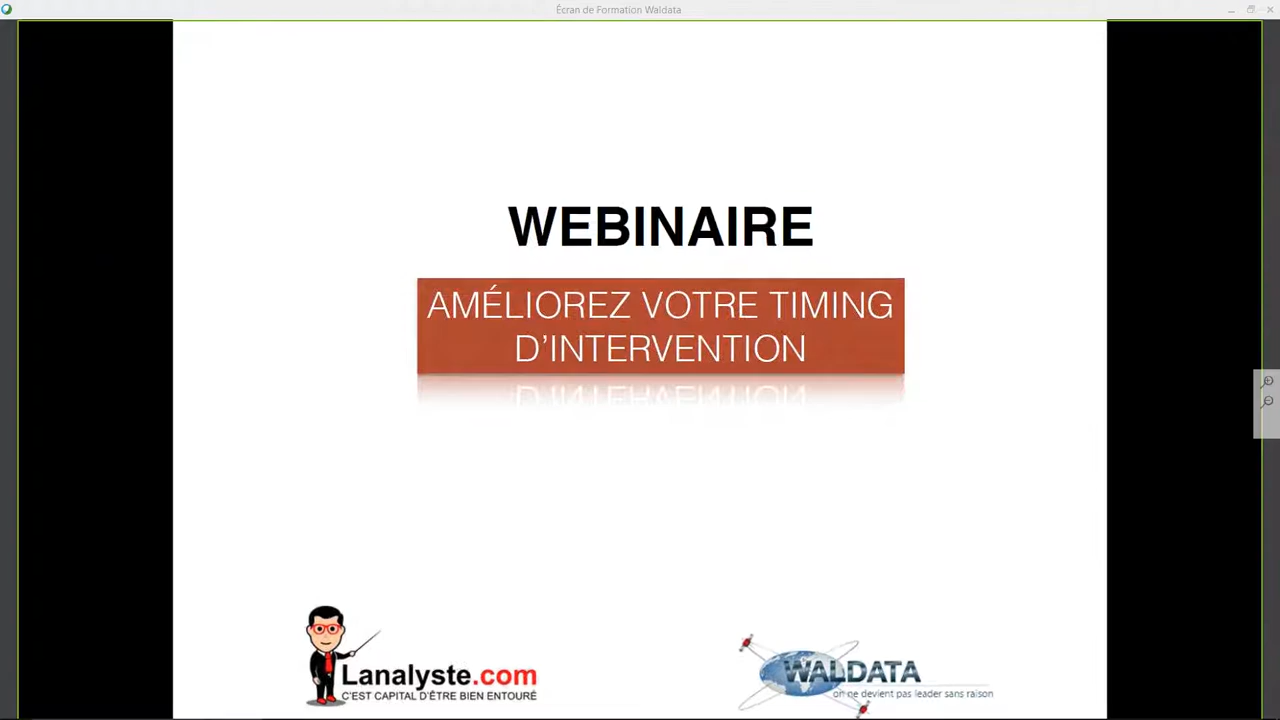 Écran de Formation Waldata
WEBINAIRE
AMÉLIOREZ VOTRE TIMING
D'INTERVENTION
Lanalyste.com
C'EST CAPITAL D'ÊTRE BIEN ENTOURÉ
WALDATA
on ne devient pas leader sans raison